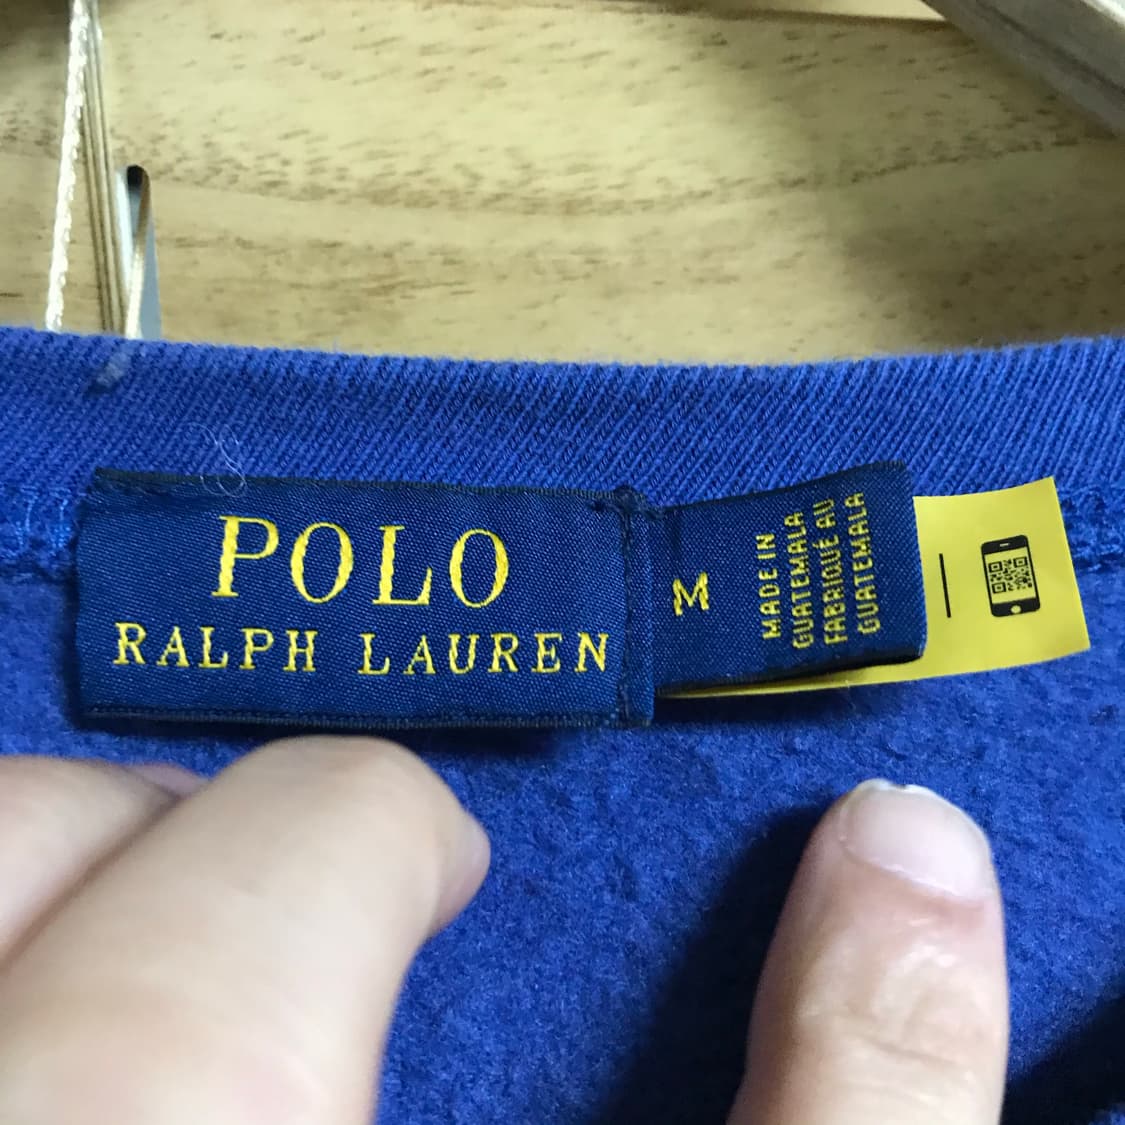 POLO
RALPH LAUREN
M
MADE IN
GUATEMALA
FABRIQUÉ AU
GUATEMALA